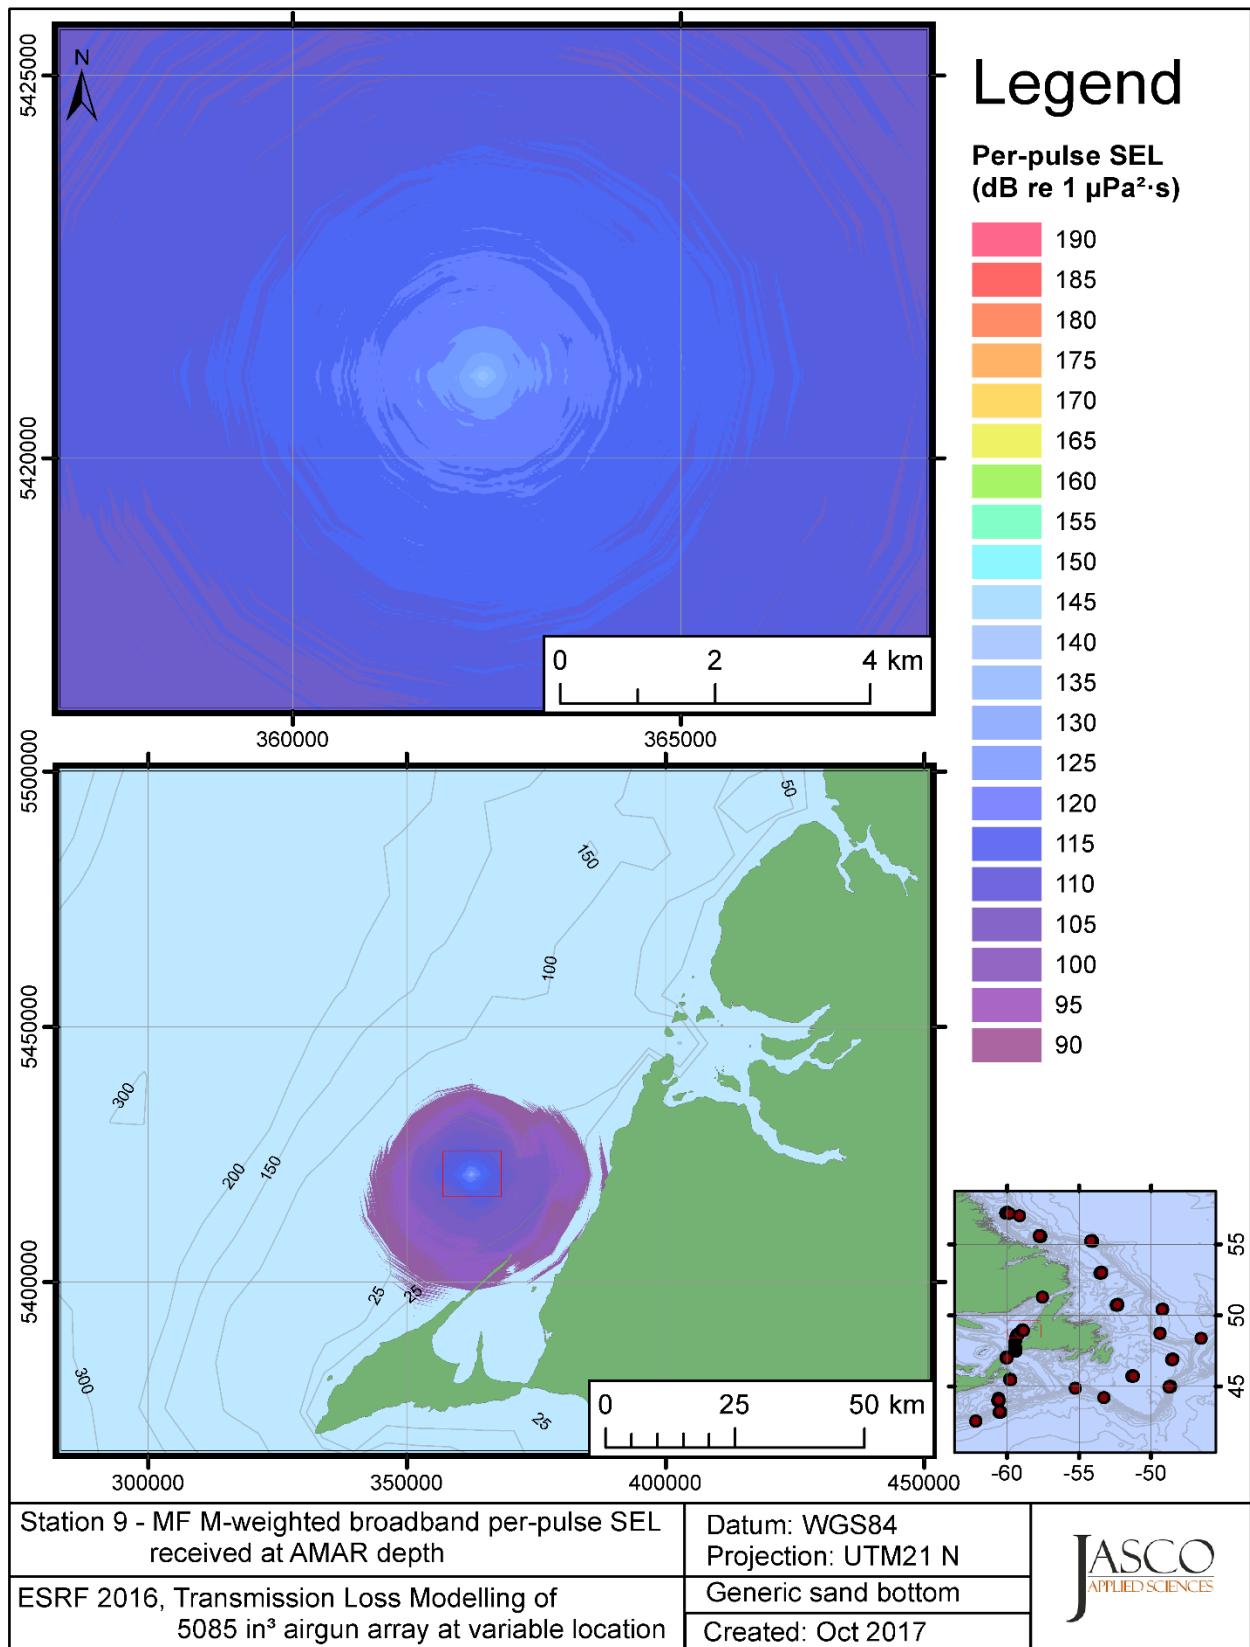 N
5425000
5420000
0 2 4 km
360000 365000
Legend
Per-pulse SEL
(dB re 1 µPa²·s)
190
185
180
175
170
165
160
155
150
145
140
135
130
125
120
115
110
105
100
95
90
5500000
5450000
5400000
50
150
100
300
200
150
25
25
300
25
0 25 50 km
300000 350000 400000 450000
55
50
45
-60 -55 -50
Station 9 - MF M-weighted broadband per-pulse SEL
received at AMAR depth
ESRF 2016, Transmission Loss Modelling of
5085 in³ airgun array at variable location
Datum: WGS84
Projection: UTM21 N
Generic sand bottom
Created: Oct 2017
JASCO
APPLIED SCIENCES